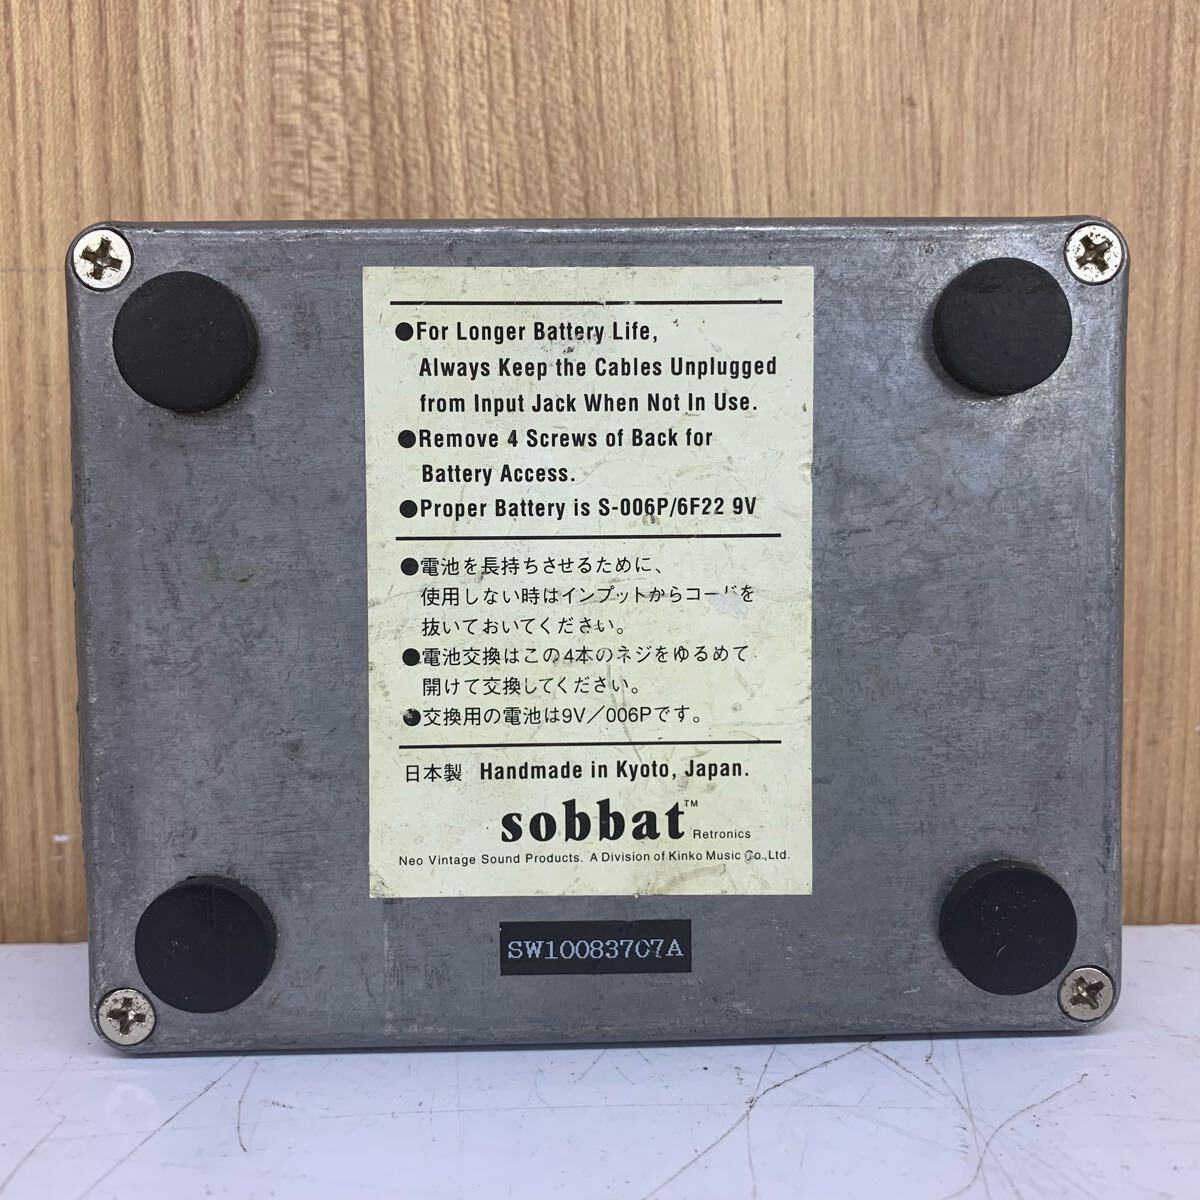 ●For Longer Battery Life,
Always Keep the Cables Unplugged
from Input Jack When Not In Use.
●Remove 4 Screws of Back for
Battery Access.
●Proper Battery is S-006P/6F22 9V
●電池を長持ちさせるために、
使用しない時はインプットからコードを
抜いておいてください。
●電池交換はこの4本のネジをゆるめて
開けて交換してください。
●交換用の電池は9V／006Pです。
日本製 Handmade in Kyoto, Japan.
sobbat™ Retronics
Neo Vintage Sound Products. A Division of Kinko Music Co.,Ltd.
SW10083707A